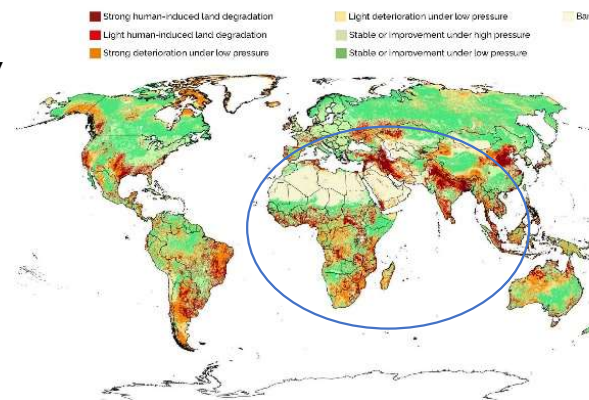 Strong human-induced land degradation
Light human-induced land degradation
Strong deterioration under low pressure
Light deterioration under low pressure
Stable or improvement under high pressure
Stable or improvement under low pressure
Ba